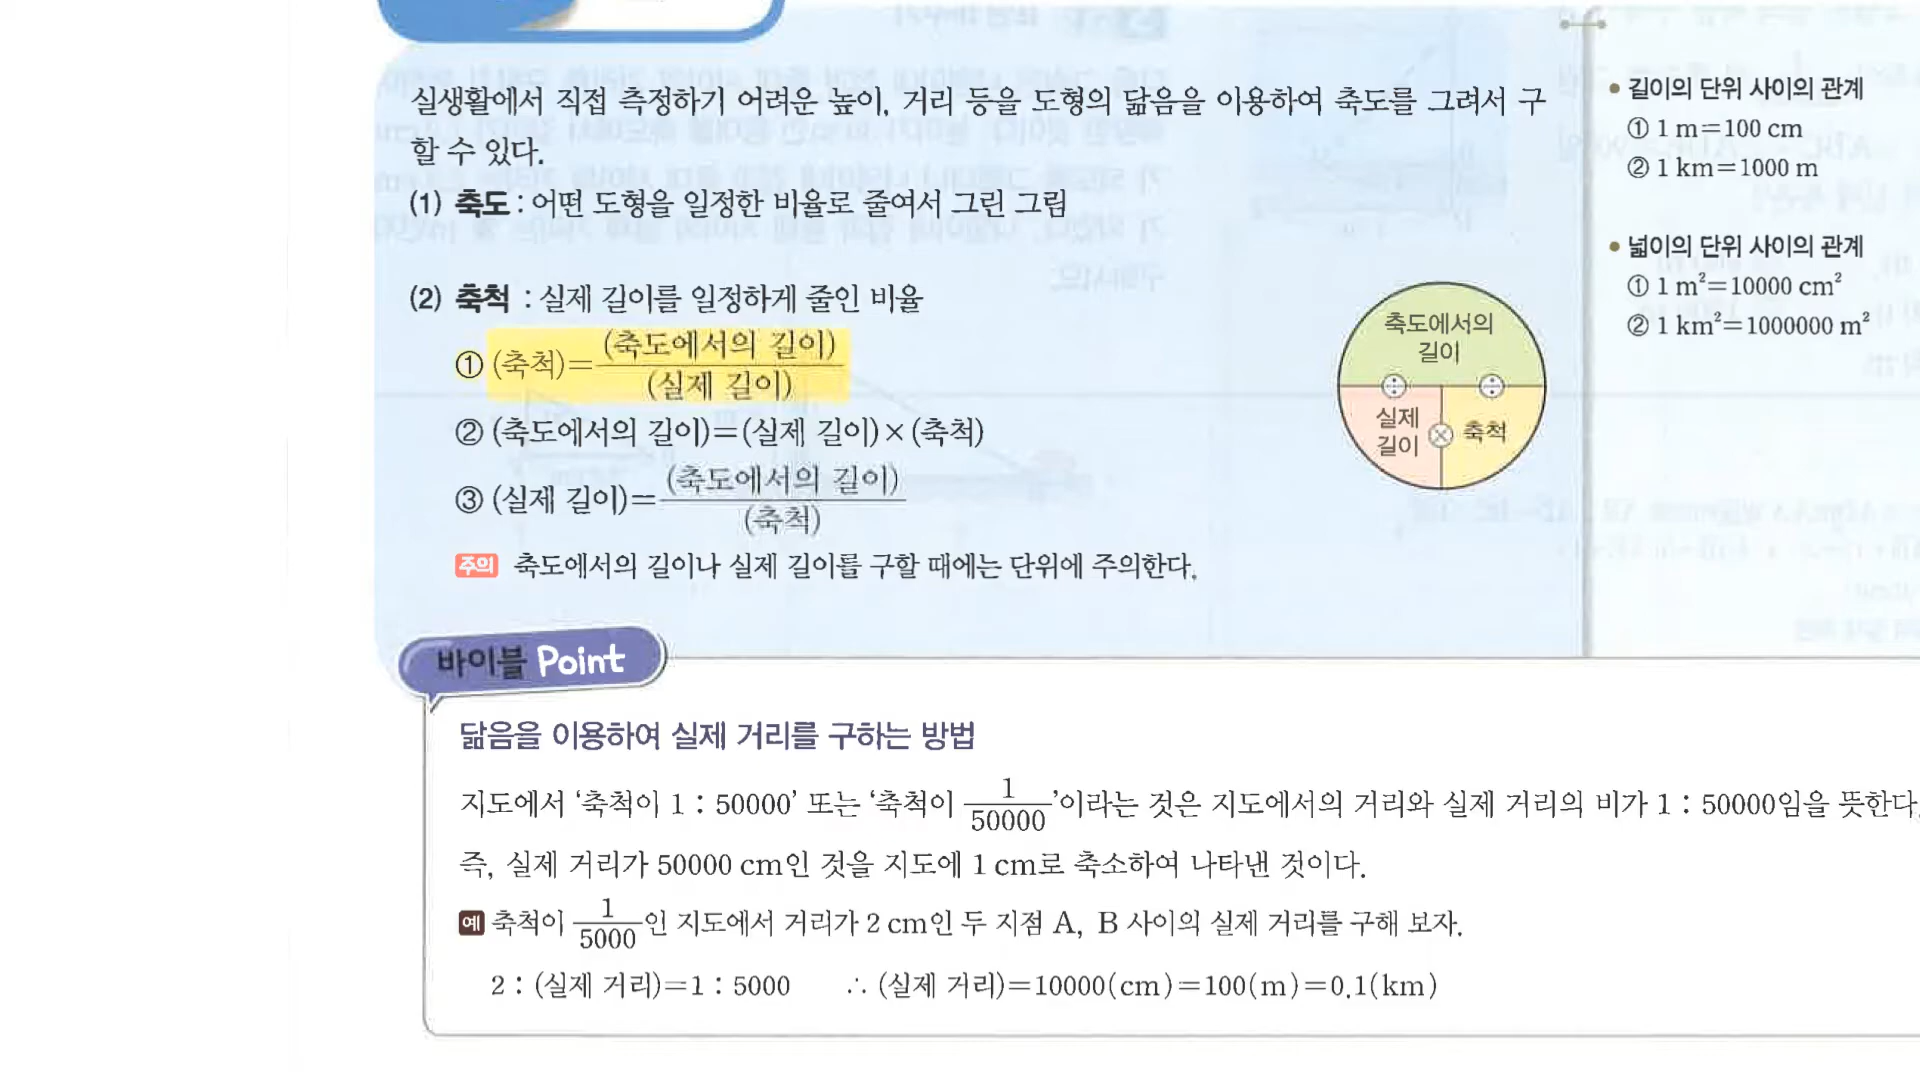 실생활에서 직접 측정하기 어려운 높이, 거리 등을 도형의 닮음을 이용하여 축도를 그려서 구
할 수 있다.
(1) 축도 : 어떤 도형을 일정한 비율로 줄여서 그린 그림
(2) 축척 : 실제 길이를 일정하게 줄인 비율
① (축척)=(축도에서의 길이)/(실제 길이)
② (축도에서의 길이)=(실제 길이)×(축척)
③ (실제 길이)=(축도에서의 길이)/(축척)
주의 축도에서의 길이나 실제 길이를 구할 때에는 단위에 주의한다.
축도에서의
길이
÷ ÷
실제
길이
×
축척
• 길이의 단위 사이의 관계
① 1 m=100 cm
② 1 km=1000 m
• 넓이의 단위 사이의 관계
① 1 m²=10000 cm²
② 1 km²=1000000 m²
바이블 Point
닮음을 이용하여 실제 거리를 구하는 방법
지도에서 ‘축척이 1 : 50000’ 또는 ‘축척이 1/50000’이라는 것은 지도에서의 거리와 실제 거리의 비가 1 : 50000임을 뜻한다.
즉, 실제 거리가 50000 cm인 것을 지도에 1 cm로 축소하여 나타낸 것이다.
예 축척이 1/5000인 지도에서 거리가 2 cm인 두 지점 A, B 사이의 실제 거리를 구해 보자.
2 : (실제 거리)=1 : 5000 ∴ (실제 거리)=10000(cm)=100(m)=0.1(km)